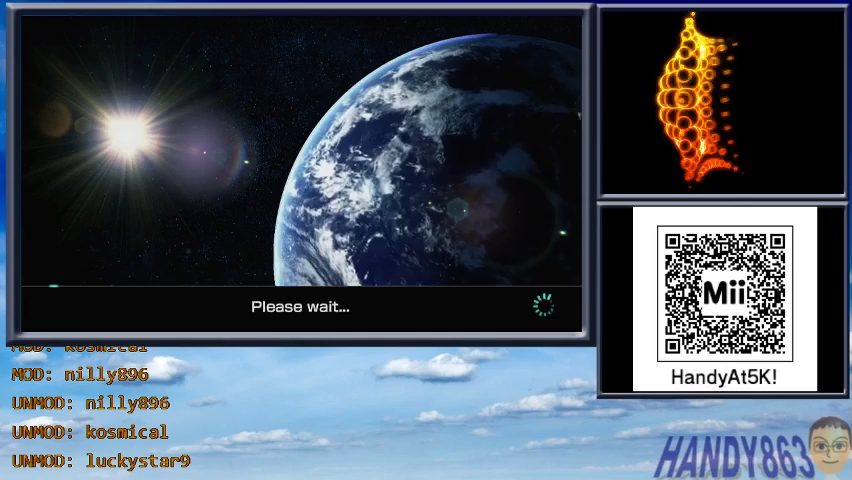 Please wait...
Mii
HandyAt5K!
MOD: kosmical
MOD: nilly896
UNMOD: nilly896
UNMOD: kosmical
UNMOD: luckystar9
HANDY863